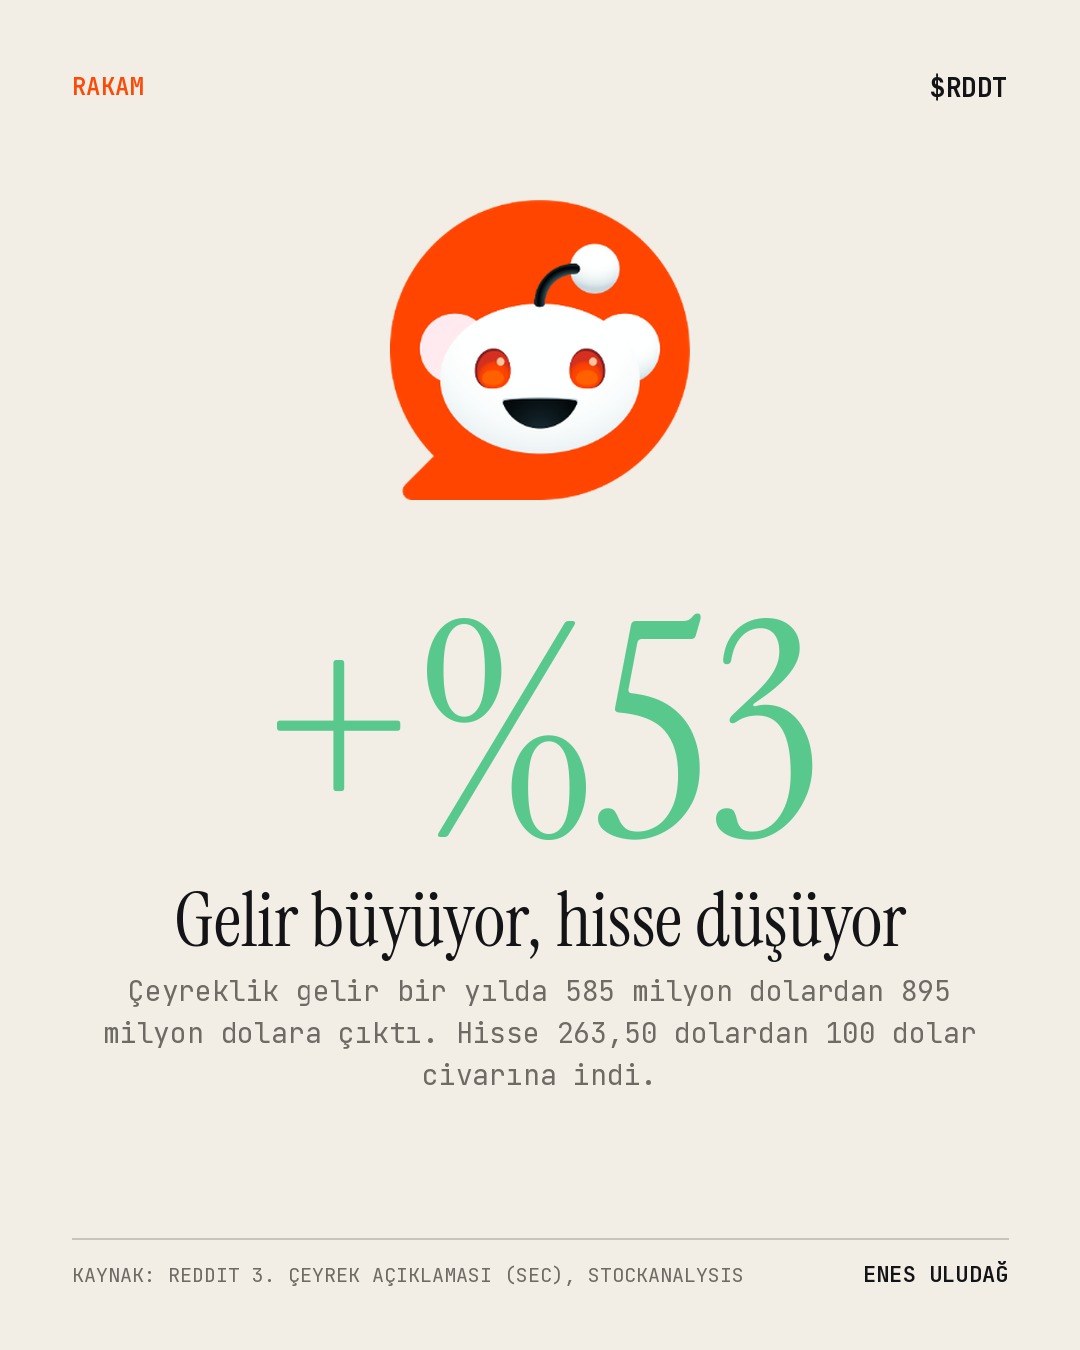 RAKAM
$RDDT
+%53
Gelir büyüyor, hisse düşüyor
Çeyreklik gelir bir yılda 585 milyon dolardan 895
milyon dolara çıktı. Hisse 263,50 dolardan 100 dolar
civarına indi.
KAYNAK: REDDIT 3. ÇEYREK AÇIKLAMASI (SEC), STOCKANALYSIS
ENES ULUDAĞ